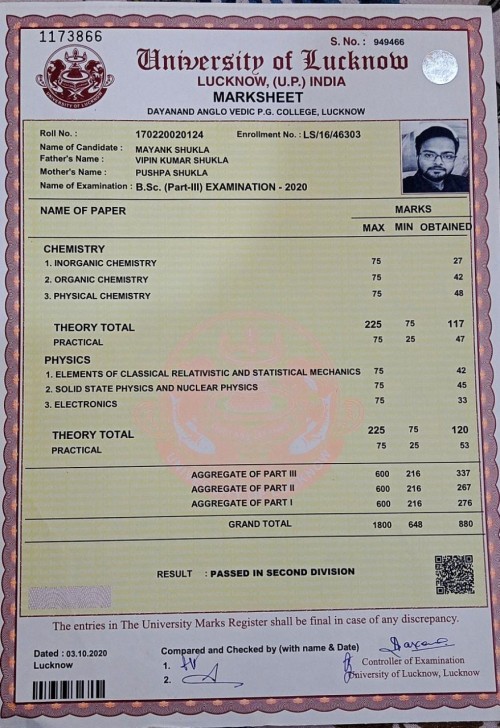 1173866
S. No.: 949466
University of Lucknow
LUCKNOW, (U.P.) INDIA
MARKSHEET
DAYANAND ANGLO VEDIC P.G. COLLEGE, LUCKNOW
Roll No. : 170220020124 Enrollment No. : LS/16/46303
Name of Candidate : MAYANK SHUKLA
Father's Name : VIPIN KUMAR SHUKLA
Mother's Name : PUSHPA SHUKLA
Name of Examination : B.Sc. (Part-III) EXAMINATION - 2020
NAME OF PAPER MARKS
MAX MIN OBTAINED
CHEMISTRY
1. INORGANIC CHEMISTRY 75 27
2. ORGANIC CHEMISTRY 75 42
3. PHYSICAL CHEMISTRY 75 48
THEORY TOTAL 225 75 117
PRACTICAL 75 25 47
PHYSICS
1. ELEMENTS OF CLASSICAL RELATIVISTIC AND STATISTICAL MECHANICS 75 42
2. SOLID STATE PHYSICS AND NUCLEAR PHYSICS 75 45
3. ELECTRONICS 75 33
THEORY TOTAL 225 75 120
PRACTICAL 75 25 53
AGGREGATE OF PART III 600 216 337
AGGREGATE OF PART II 600 216 267
AGGREGATE OF PART I 600 216 276
GRAND TOTAL 1800 648 880
RESULT : PASSED IN SECOND DIVISION
The entries in The University Marks Register shall be final in case of any discrepancy.
Dated : 03.10.2020 Compared and Checked by (with name & Date)
Lucknow 1. Controller of Examination
2. University of Lucknow, Lucknow